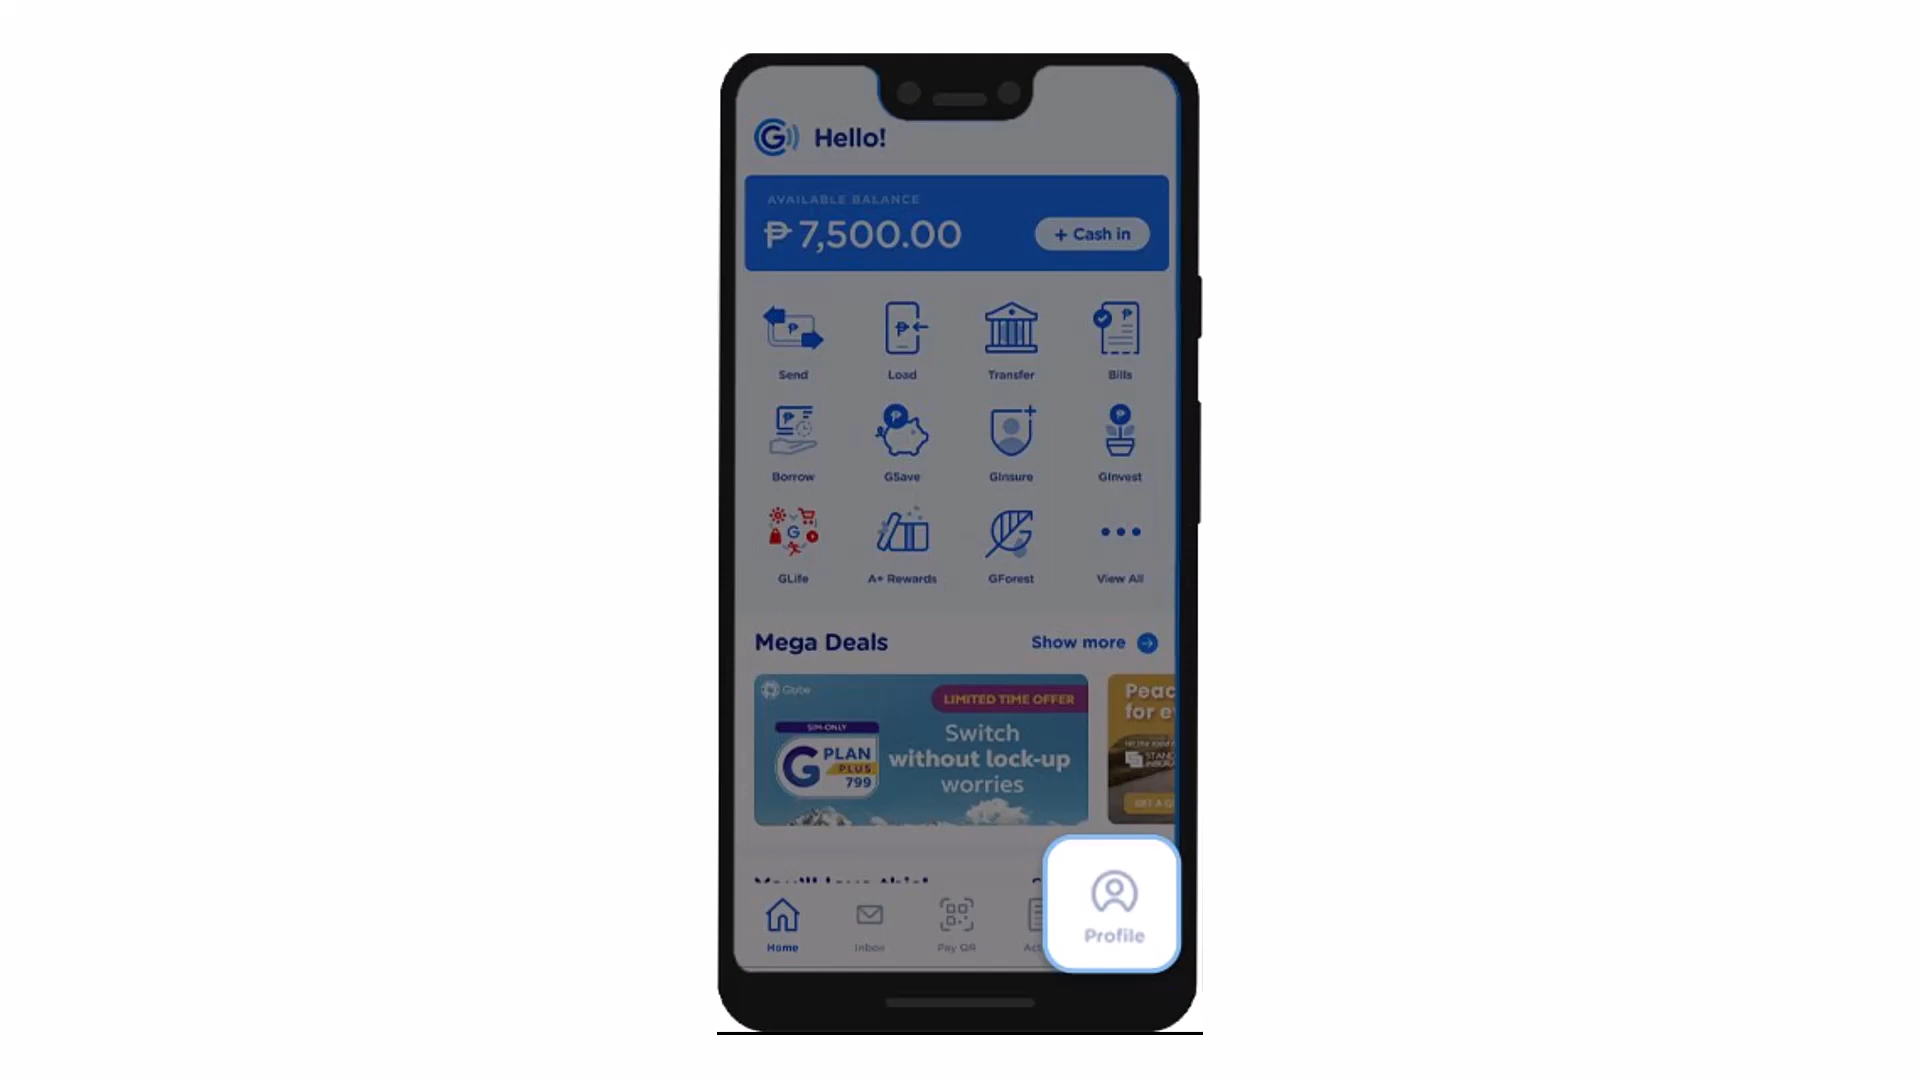 Hello!
AVAILABLE BALANCE
₱ 7,500.00
+ Cash in
Send
Load
Transfer
Bills
Borrow
GSave
GInsure
GInvest
GLife
A+ Rewards
GForest
View All
Mega Deals
Show more
Globe
LIMITED TIME OFFER
SIM-ONLY
G PLAN
PLUS
799
Switch
without lock-up
worries
Peac
for e
Home
Inbox
Pay QR
Profile